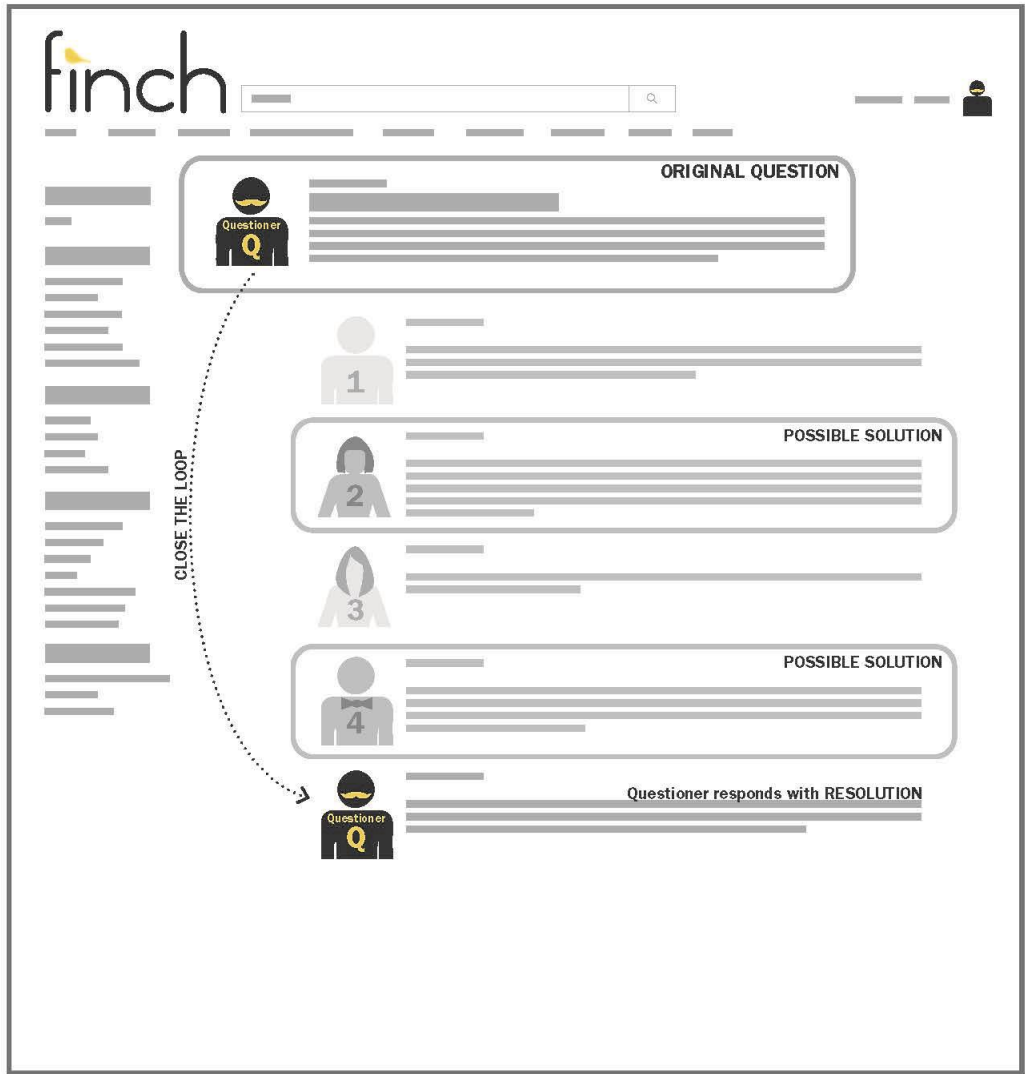 finch
ORIGINAL QUESTION
Questioner
Q
1
POSSIBLE SOLUTION
2
CLOSE THE LOOP
3
POSSIBLE SOLUTION
4
Questioner responds with RESOLUTION
Questioner
Q